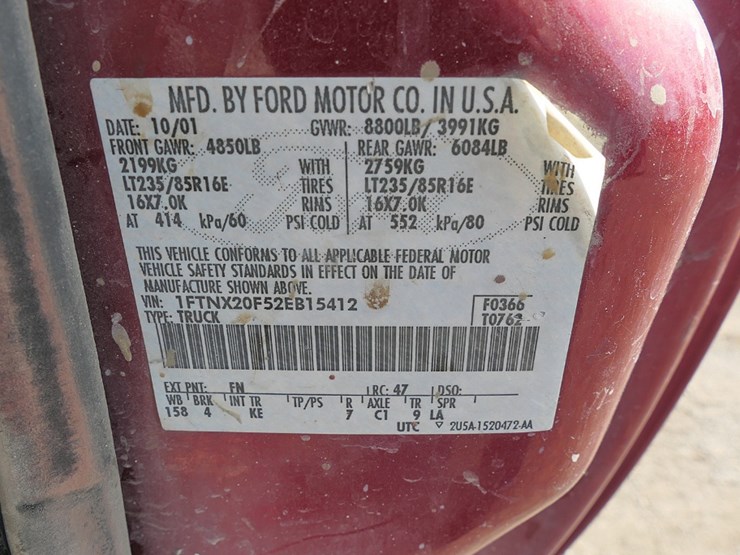 MFD. BY FORD MOTOR CO. IN U.S.A.
DATE: 10/01 GVWR: 8800LB/ 3991KG
FRONT GAWR: 4850LB REAR GAWR: 6084LB
2199KG WITH 2759KG WITH
LT235/85R16E TIRES LT235/85R16E TIRES
16X7.0K RIMS 16X7.0K RIMS
AT 414 kPa/60 PSI COLD AT 552 kPa/80 PSI COLD
THIS VEHICLE CONFORMS TO ALL APPLICABLE FEDERAL MOTOR
VEHICLE SAFETY STANDARDS IN EFFECT ON THE DATE OF
MANUFACTURE SHOWN ABOVE.
VIN: 1FTNX20F52EB15412 F0366
TYPE: TRUCK T0762
EXT PNT: FN RC: 47 DSO:
WB BRK INT TR TP/PS R AXLE TR SPR
158 4 KE 7 C1 9 LA
UTC ▽ 2U5A-1520472-AA